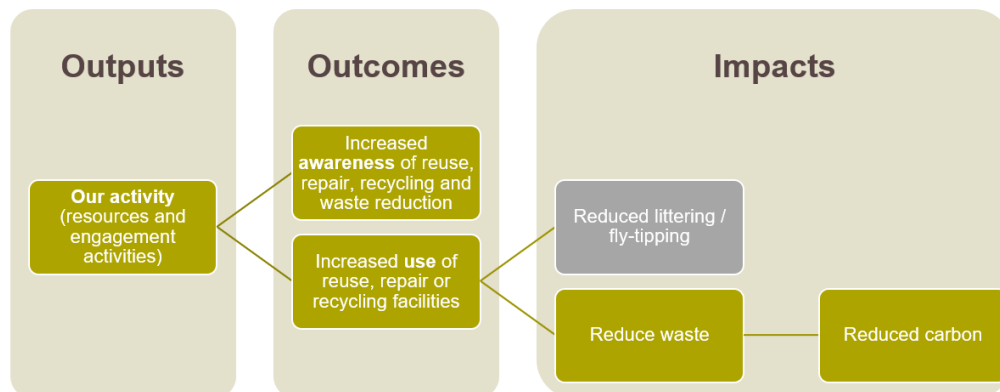 Outputs
Outcomes
Impacts
Our activity
(resources and
engagement
activities)
Increased
awareness of reuse,
repair, recycling and
waste reduction
Increased use of
reuse, repair or
recycling facilities
Reduced littering /
fly-tipping
Reduce waste
Reduced carbon